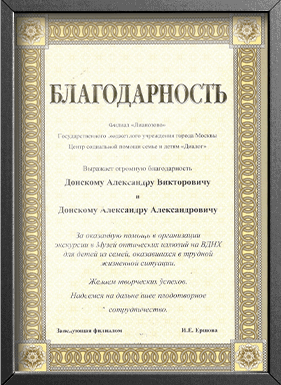 БЛАГОДАРНОСТЬ
филиал «Лианозово»
Государственного бюджетного учреждения города Москвы
Центр социальной помощи семье и детям «Диалог»
Выражает огромную благодарность
Донскому Александру Викторовичу
и
Донскому Александру Александровичу
За оказанную помощь в организации
экскурсии в Музей оптических иллюзий на ВДНХ
для детей из семей, оказавшихся в трудной
жизненной ситуации.
Желаем творческих успехов.
Надеемся на дальнейшее плодотворное
сотрудничество.
Заведующая филиалом И.Е. Ершова